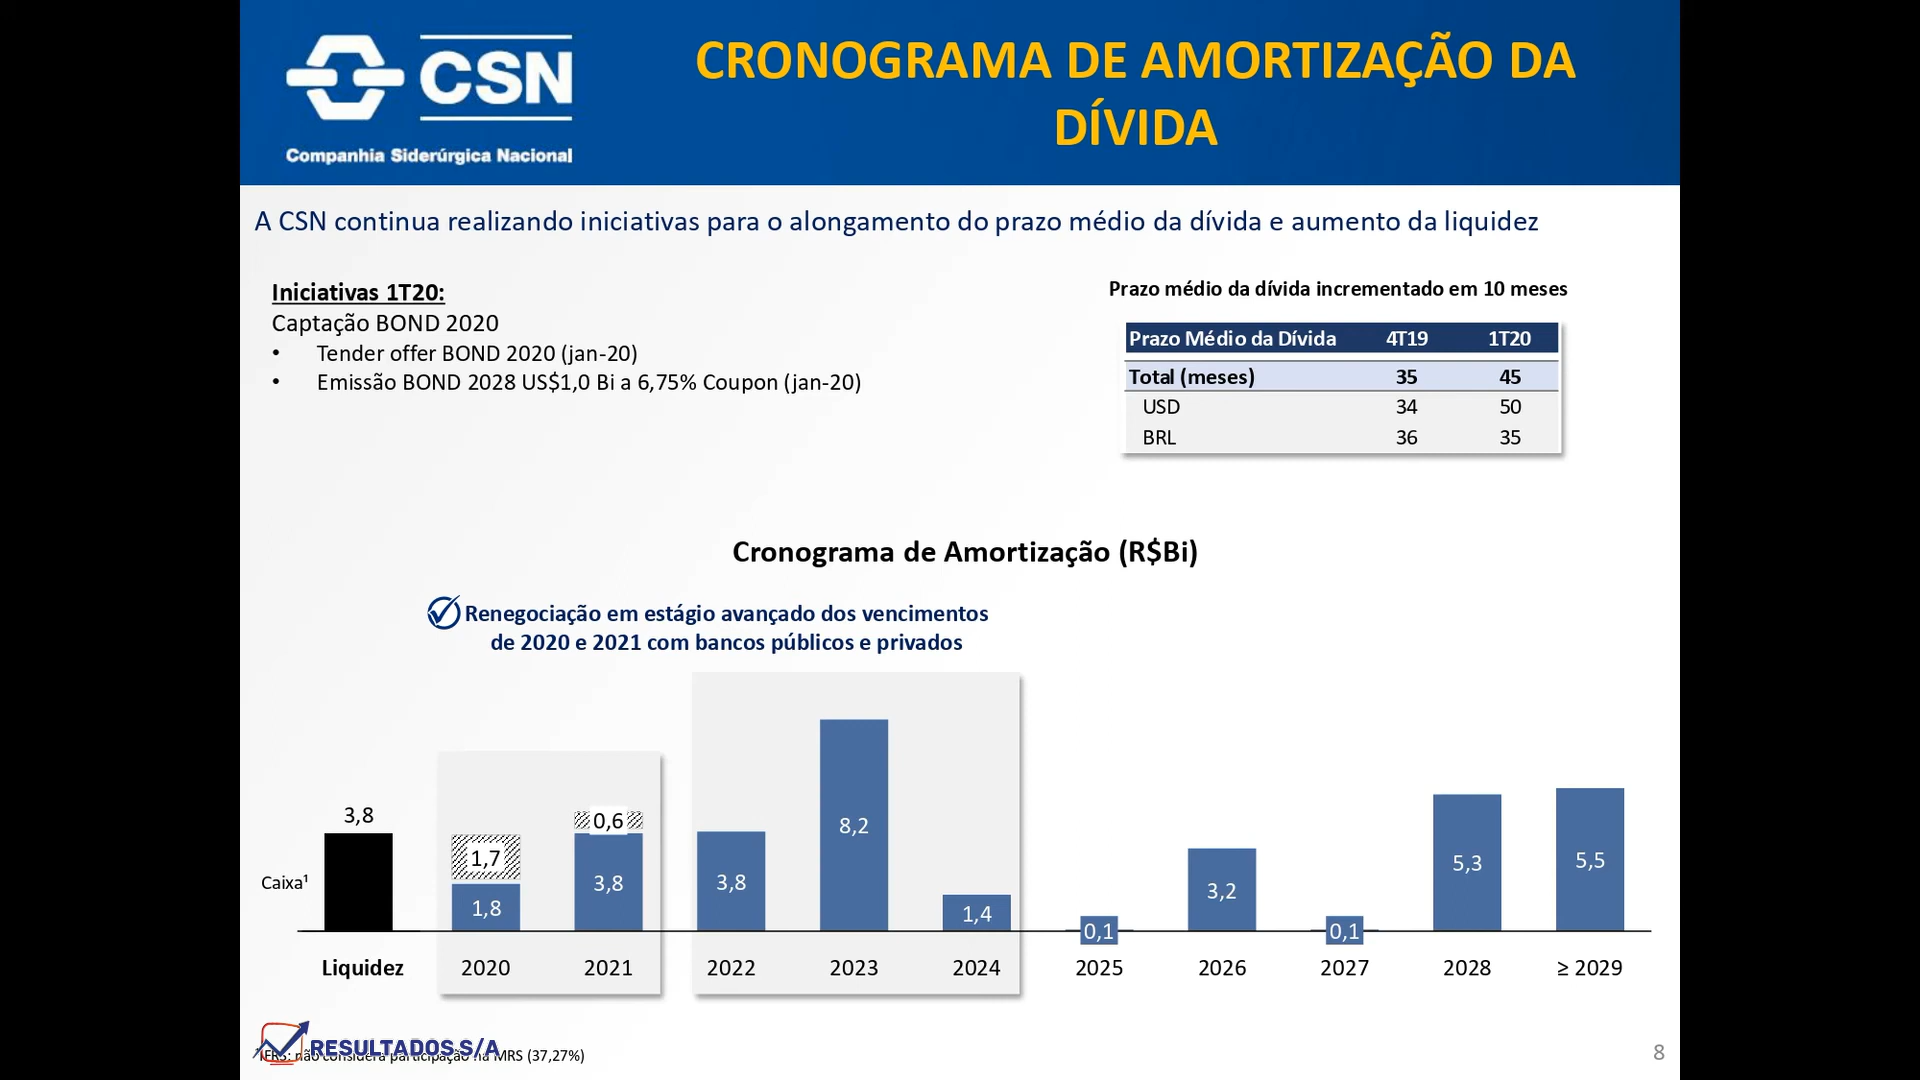 CSN
Companhia Siderúrgica Nacional
CRONOGRAMA DE AMORTIZAÇÃO DA
DÍVIDA
A CSN continua realizando iniciativas para o alongamento do prazo médio da dívida e aumento da liquidez
Iniciativas 1T20:
Captação BOND 2020
• Tender offer BOND 2020 (jan-20)
• Emissão BOND 2028 US$1,0 Bi a 6,75% Coupon (jan-20)
Prazo médio da dívida incrementado em 10 meses
Prazo Médio da Dívida 4T19 1T20
Total (meses) 35 45
USD 34 50
BRL 36 35
Cronograma de Amortização (R$Bi)
Renegociação em estágio avançado dos vencimentos
de 2020 e 2021 com bancos públicos e privados
3,8
1,7
0,6
Caixa¹
1,8
3,8
3,8
8,2
1,4
0,1
3,2
0,1
5,3
5,5
Liquidez 2020 2021 2022 2023 2024 2025 2026 2027 2028 ≥ 2029
RESULTADOS S/A
IFRS: não considera participação na MRS (37,27%)
8